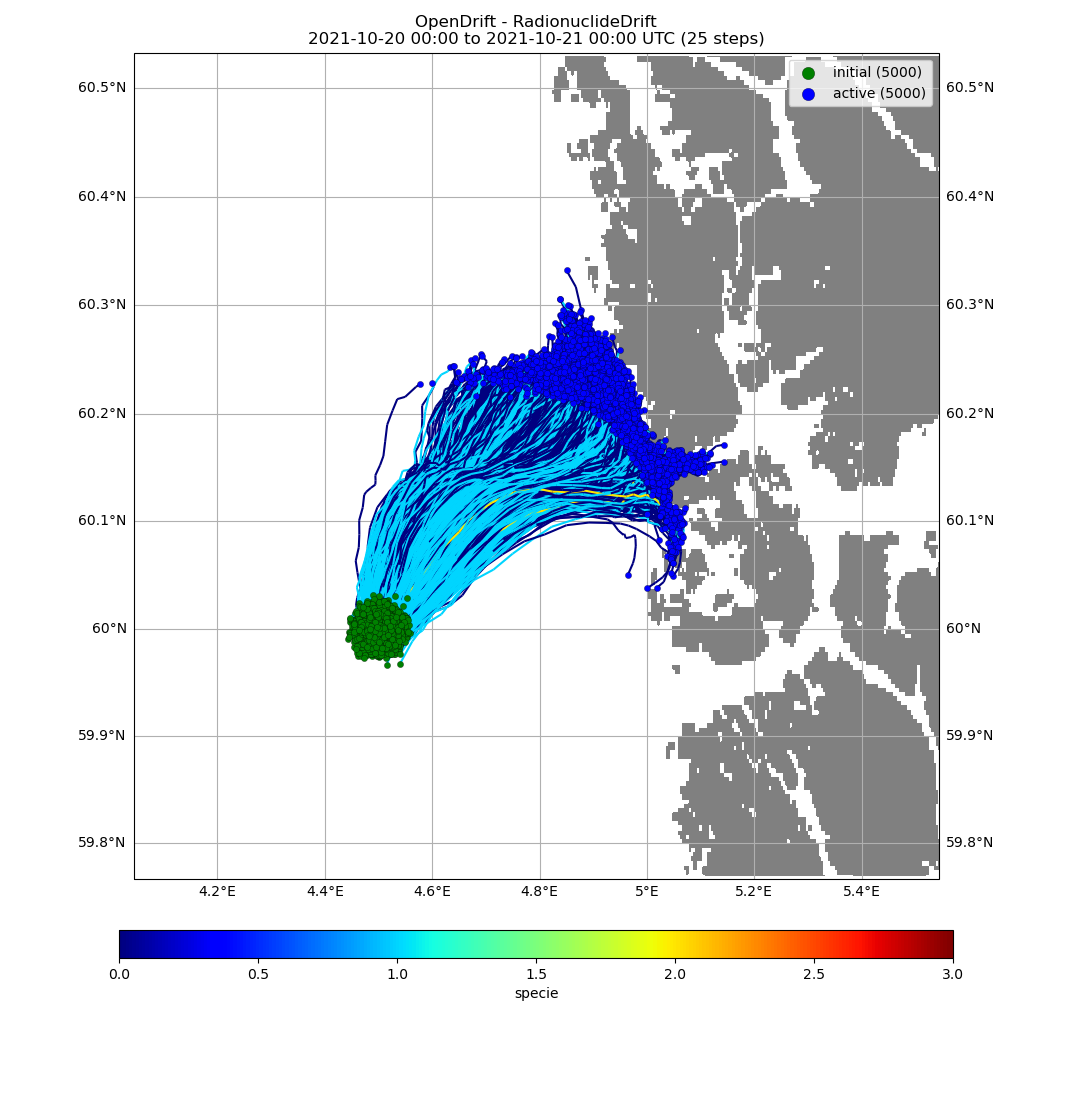 OpenDrift - RadionuclideDrift
2021-10-20 00:00 to 2021-10-21 00:00 UTC (25 steps)
initial (5000)
active (5000)
60.5°N 60.5°N
60.4°N 60.4°N
60.3°N 60.3°N
60.2°N 60.2°N
60.1°N 60.1°N
60°N 60°N
59.9°N 59.9°N
59.8°N 59.8°N
4.2°E 4.4°E 4.6°E 4.8°E 5°E 5.2°E 5.4°E
0.0 0.5 1.0 1.5 2.0 2.5 3.0
specie